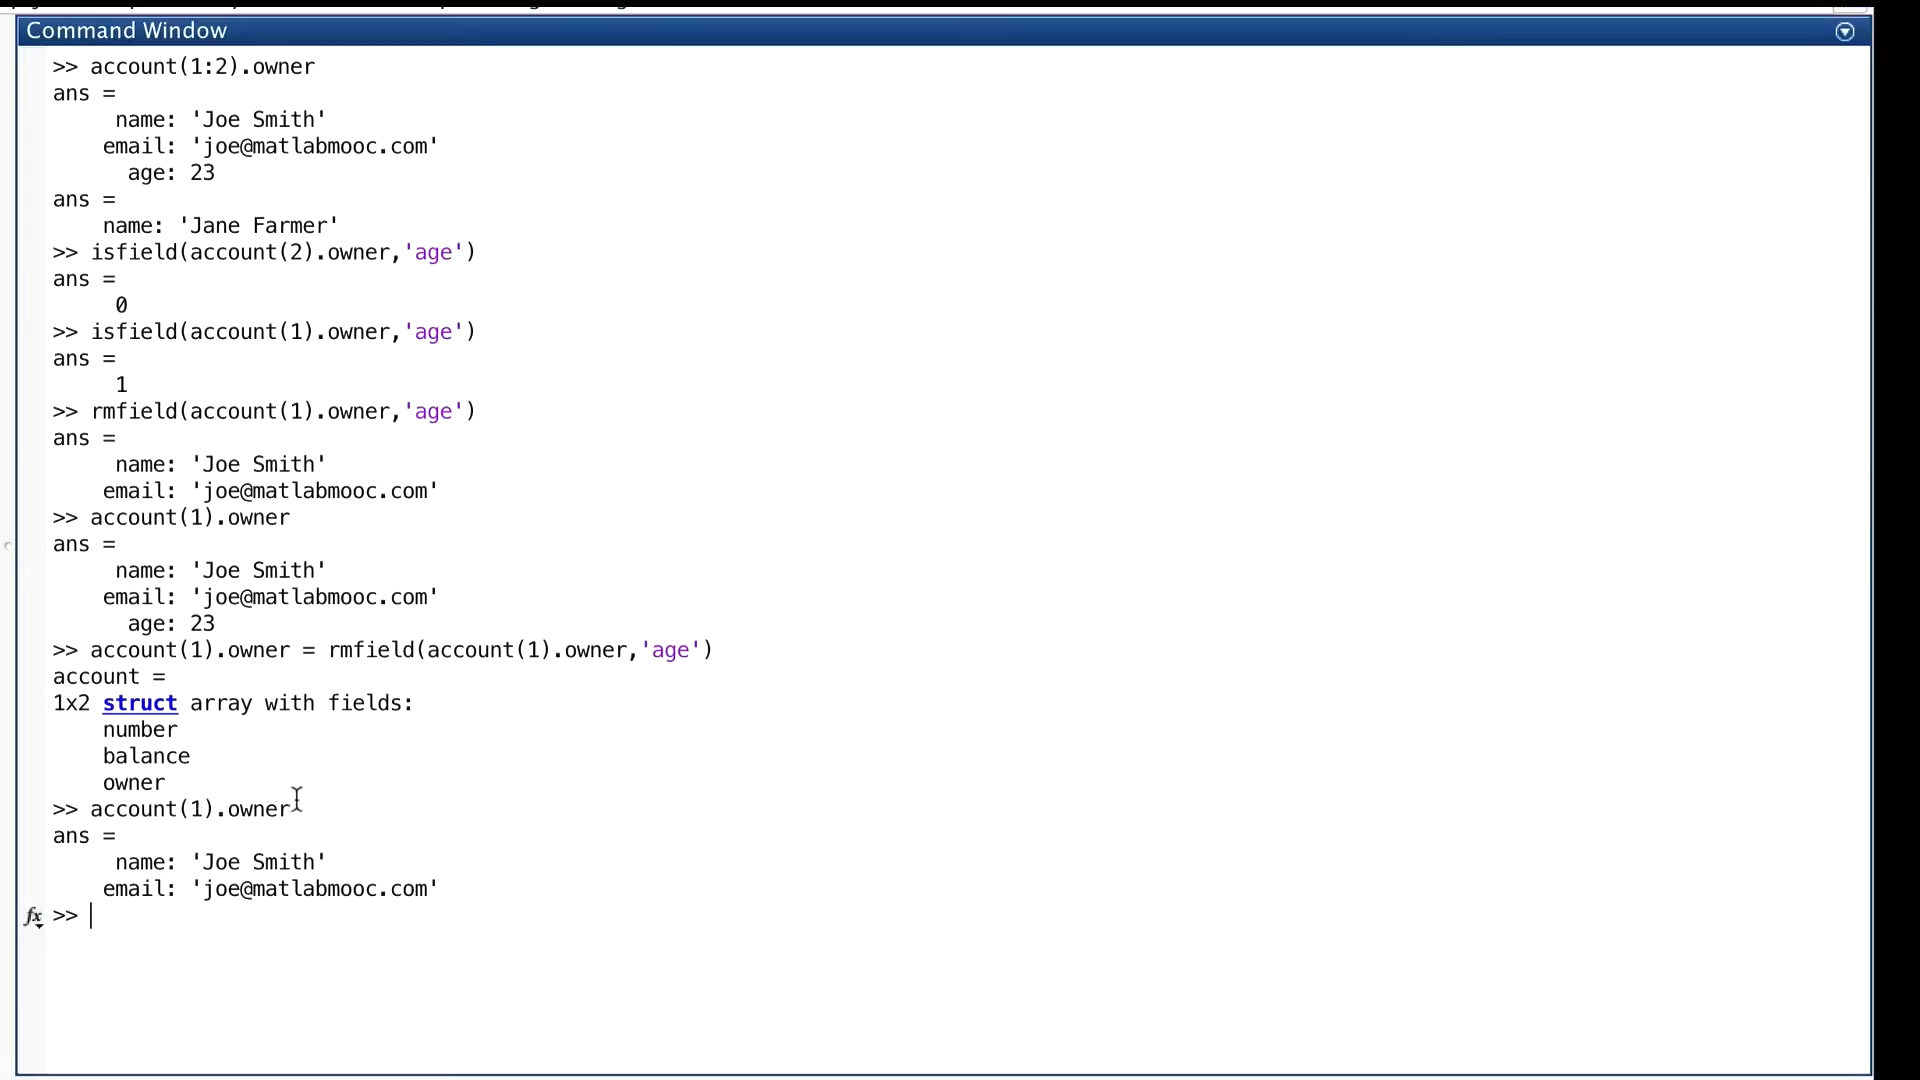 Command Window
>> account(1:2).owner
ans =
     name: 'Joe Smith'
    email: 'joe@matlabmooc.com'
      age: 23
ans =
    name: 'Jane Farmer'
>> isfield(account(2).owner,'age')
ans =
     0
>> isfield(account(1).owner,'age')
ans =
     1
>> rmfield(account(1).owner,'age')
ans =
     name: 'Joe Smith'
    email: 'joe@matlabmooc.com'
>> account(1).owner
ans =
     name: 'Joe Smith'
    email: 'joe@matlabmooc.com'
      age: 23
>> account(1).owner = rmfield(account(1).owner,'age')
account =
1x2 struct array with fields:
    number
    balance
    owner
>> account(1).owner
ans =
     name: 'Joe Smith'
    email: 'joe@matlabmooc.com'
fx >>